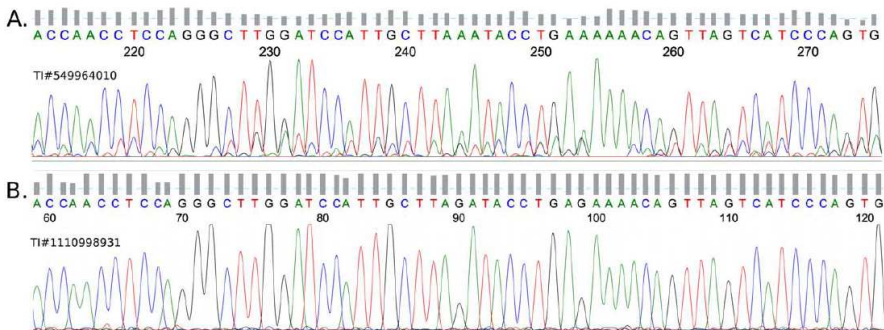 A.
ACCAACCTCCAGGGCTTGGATCCATTGCTTAAATACCTGAAAAAACAGTTAGTCATCCCAGTG
220 230 240 250 260 270
TI#549964010
B.
ACCAACCTCCAGGGCTTGGATCCATTGCTTAGATACCTGAGAAAACAGTTAGTCATCCCAGTG
60 70 80 90 100 110 120
TI#1110998931